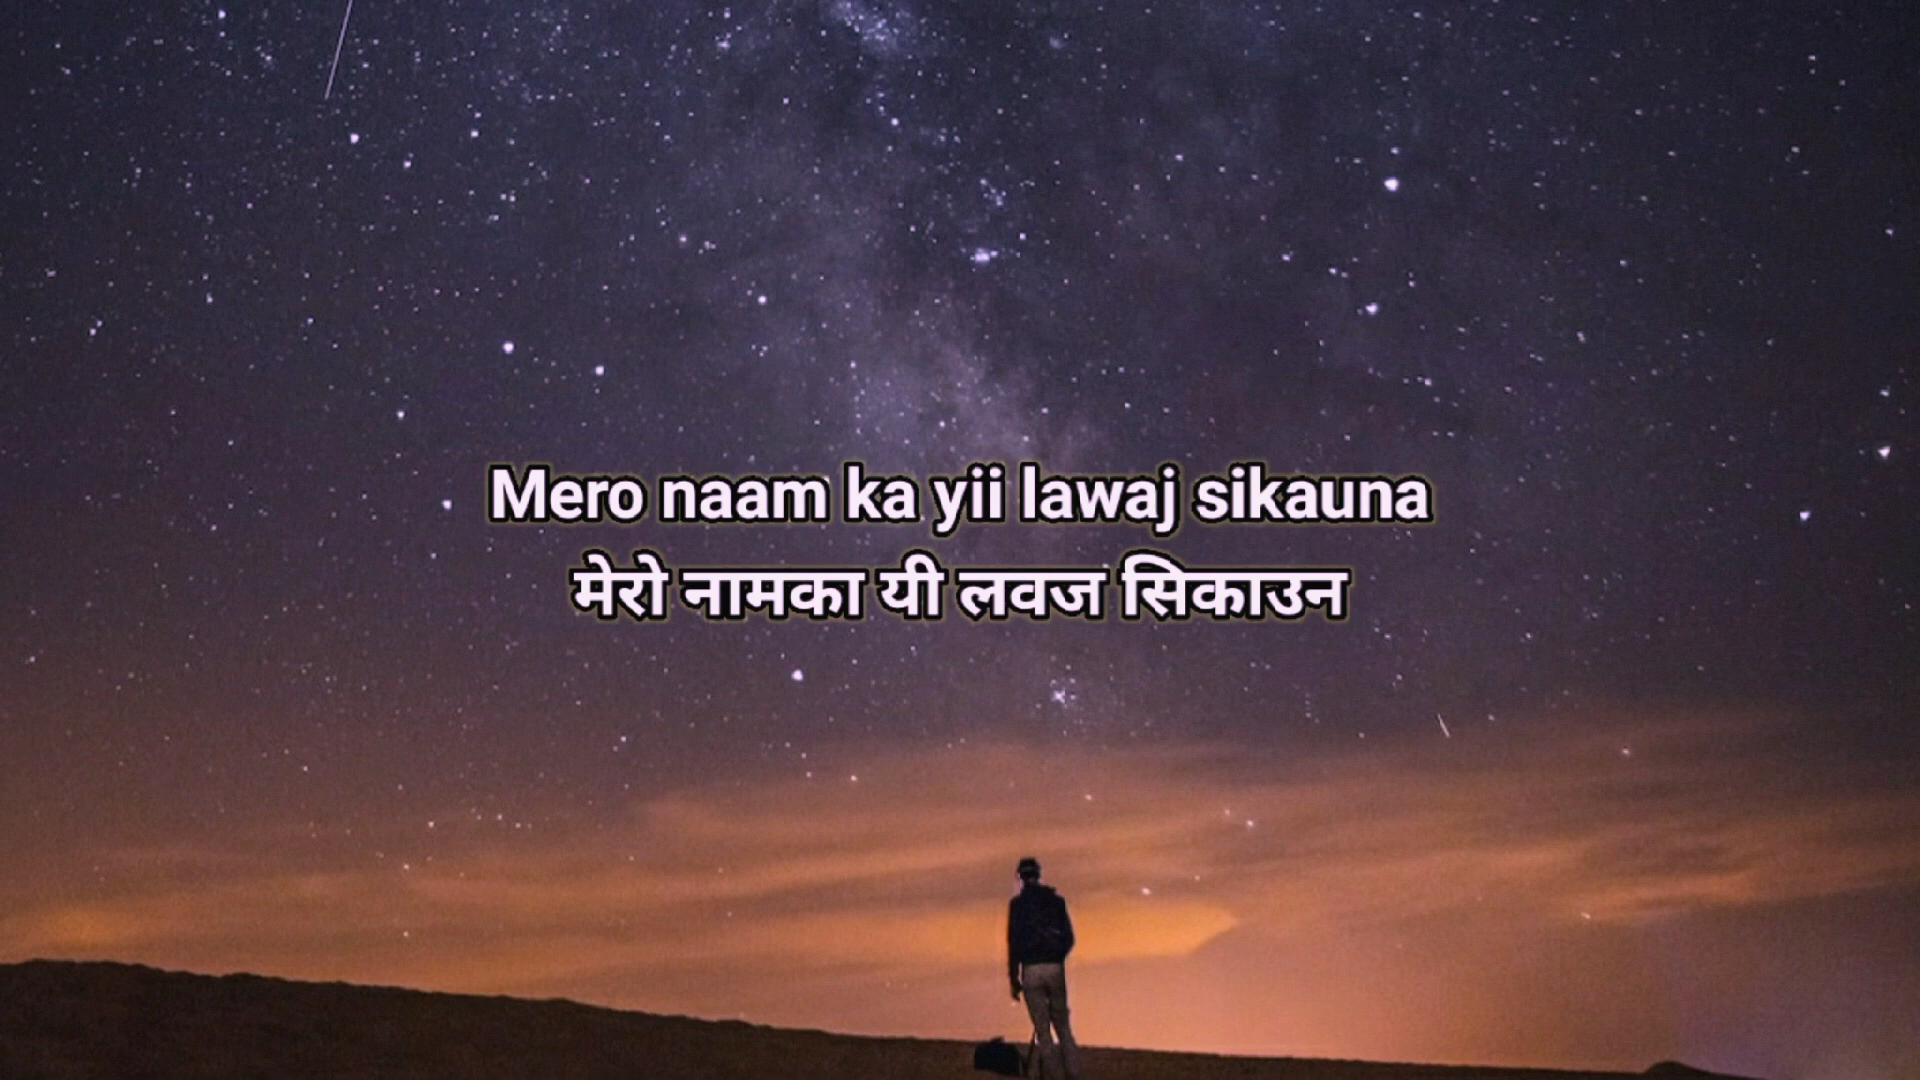 Mero naam ka yii lawaj sikauna
मेरो नामका यी लवज सिकाउन